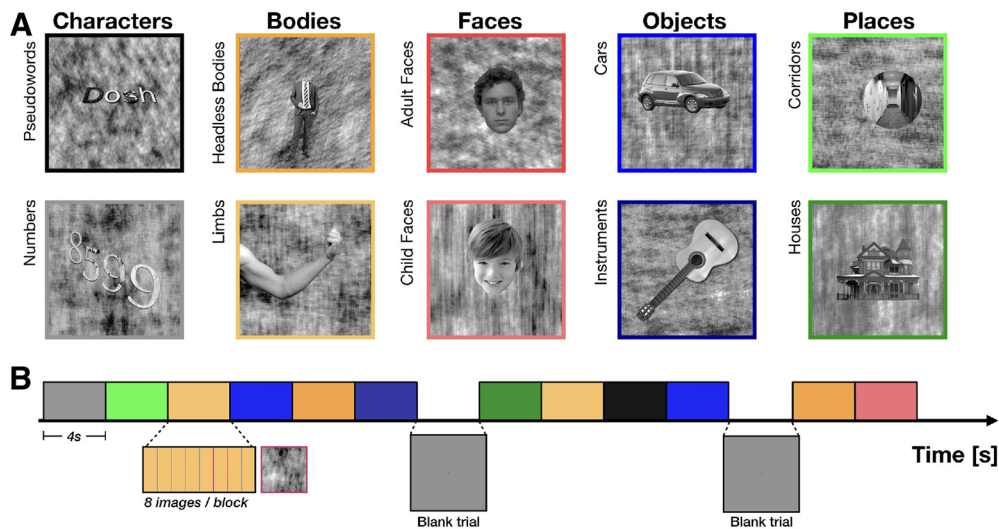 A
Characters
Bodies
Faces
Objects
Places
Pseudowords
Dosh
Headless Bodies
Adult Faces
Cars
Corridors
Numbers
8599
Limbs
Child Faces
Instruments
Houses
B
4s
Time [s]
8 images / block
Blank trial
Blank trial